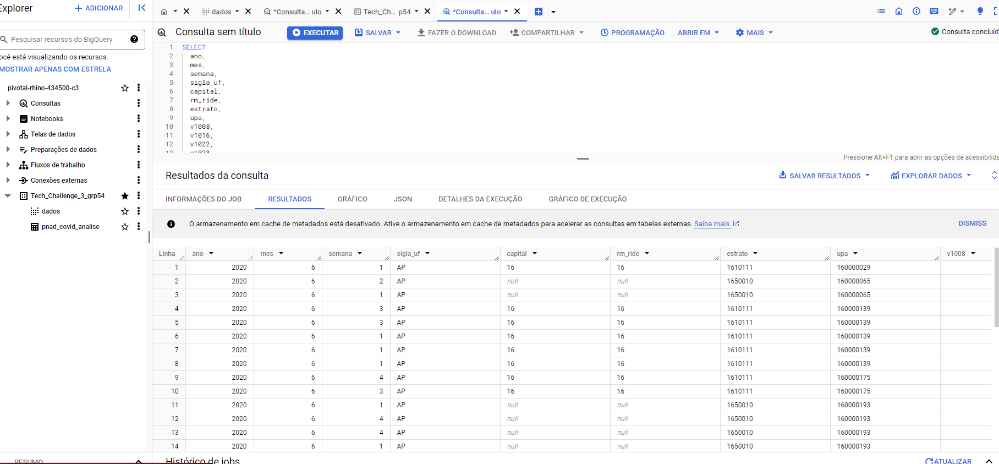 Explorer
ADICIONAR
Pesquisar recursos do BigQuery
ocê está visualizando os recursos.
MOSTRAR APENAS COM ESTRELA
pivotal-rhino-434500-c3
Consultas
Notebooks
Telas de dados
Preparações de dados
Fluxos de trabalho
Conexões externas
Tech_Challenge_3_grp54
dados
pnad_covid_analise
RESUMO
dados *Consulta... ulo Tech_Ch... p54 *Consulta... ulo
Consulta sem título EXECUTAR SALVAR FAZER O DOWNLOAD COMPARTILHAR PROGRAMAÇÃO ABRIR EM MAIS Consulta concluíd
1 SELECT
2 ano,
3 mes,
4 semana,
5 sigla_uf,
6 capital,
7 rm_ride,
8 estrato,
9 upa,
10 v1008,
11 v1016,
12 v1022,
13 v1023
Pressione Alt+F1 para abrir as opções de acessibilida
Resultados da consulta SALVAR RESULTADOS EXPLORAR DADOS
INFORMAÇÕES DO JOB RESULTADOS GRÁFICO JSON DETALHES DA EXECUÇÃO GRÁFICO DE EXECUÇÃO
O armazenamento em cache de metadados está desativado. Ative o armazenamento em cache de metadados para acelerar as consultas em tabelas externas. Saiba mais. DISMISS
Linha ano mes semana sigla_uf capital rm_ride estrato upa v1008
1 2020 6 1 AP 16 16 1610111 160000029
2 2020 6 2 AP null null 1650010 160000065
3 2020 6 1 AP null null 1650010 160000065
4 2020 6 3 AP 16 16 1610111 160000139
5 2020 6 3 AP 16 16 1610111 160000139
6 2020 6 1 AP 16 16 1610111 160000139
7 2020 6 1 AP 16 16 1610111 160000139
8 2020 6 1 AP 16 16 1610111 160000139
9 2020 6 4 AP 16 16 1610111 160000175
10 2020 6 3 AP 16 16 1610111 160000175
11 2020 6 1 AP null null 1650010 160000193
12 2020 6 4 AP null null 1650010 160000193
13 2020 6 4 AP null null 1650010 160000193
14 2020 6 1 AP null null 1650010 160000193
Histórico de jobs ATUALIZAR